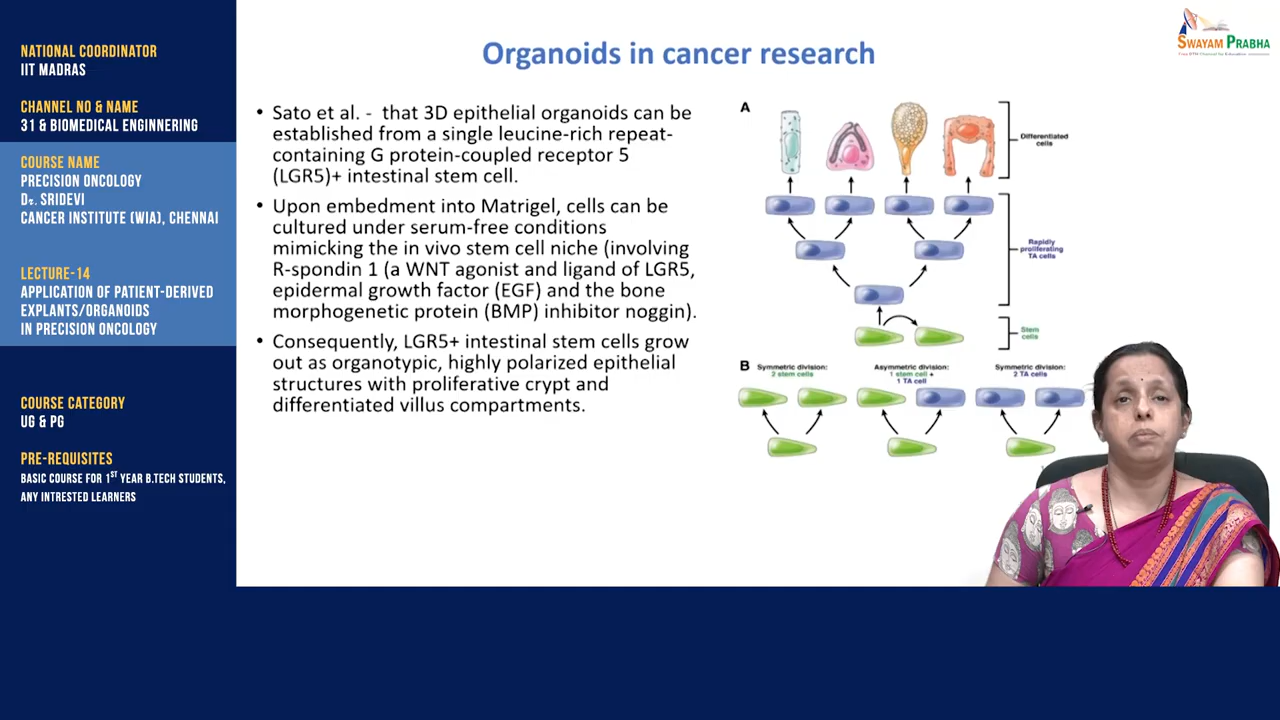 NATIONAL COORDINATOR
IIT MADRAS
CHANNEL NO & NAME
31 & BIOMEDICAL ENGINNERING
COURSE NAME
PRECISION ONCOLOGY
Dr. SRIDEVI
CANCER INSTITUTE (WIA), CHENNAI
LECTURE-14
APPLICATION OF PATIENT-DERIVED
EXPLANTS/ORGANOIDS
IN PRECISION ONCOLOGY
COURSE CATEGORY
UG & PG
PRE-REQUISITES
BASIC COURSE FOR 1ST YEAR B.TECH STUDENTS,
ANY INTRESTED LEARNERS
Organoids in cancer research
• Sato et al. - that 3D epithelial organoids can be
established from a single leucine-rich repeat-
containing G protein-coupled receptor 5
(LGR5)+ intestinal stem cell.
• Upon embedment into Matrigel, cells can be
cultured under serum-free conditions
mimicking the in vivo stem cell niche (involving
R-spondin 1 (a WNT agonist and ligand of LGR5,
epidermal growth factor (EGF) and the bone
morphogenetic protein (BMP) inhibitor noggin).
• Consequently, LGR5+ intestinal stem cells grow
out as organotypic, highly polarized epithelial
structures with proliferative crypt and
differentiated villus compartments.
A
Differentiated
cells
Rapidly
proliferating
TA cells
Stem
cells
B
Symmetric division:
2 stem cells
Asymmetric division:
1 stem cell +
1 TA cell
Symmetric division:
2 TA cells
SWAYAM PRABHA